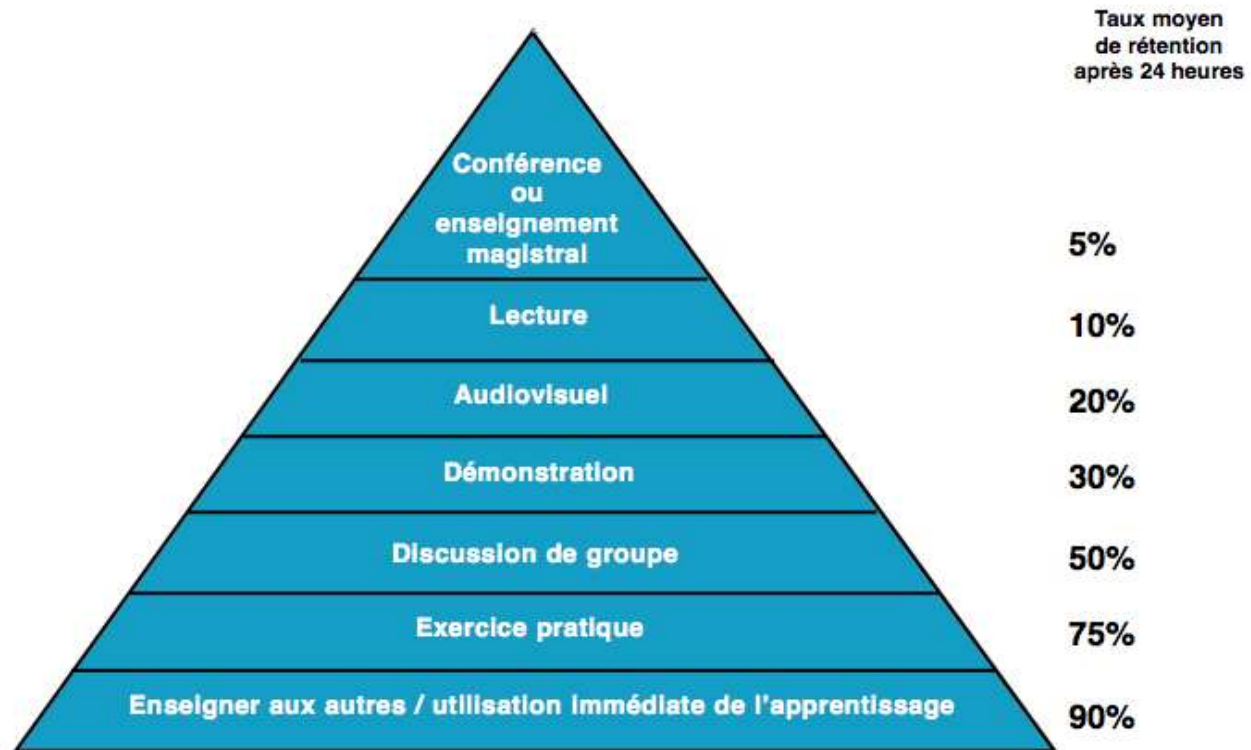 Taux moyen
de rétention
après 24 heures
Conférence
ou
enseignement
magistral
5%
Lecture
10%
Audiovisuel
20%
Démonstration
30%
Discussion de groupe
50%
Exercice pratique
75%
Enseigner aux autres / utilisation immédiate de l'apprentissage
90%